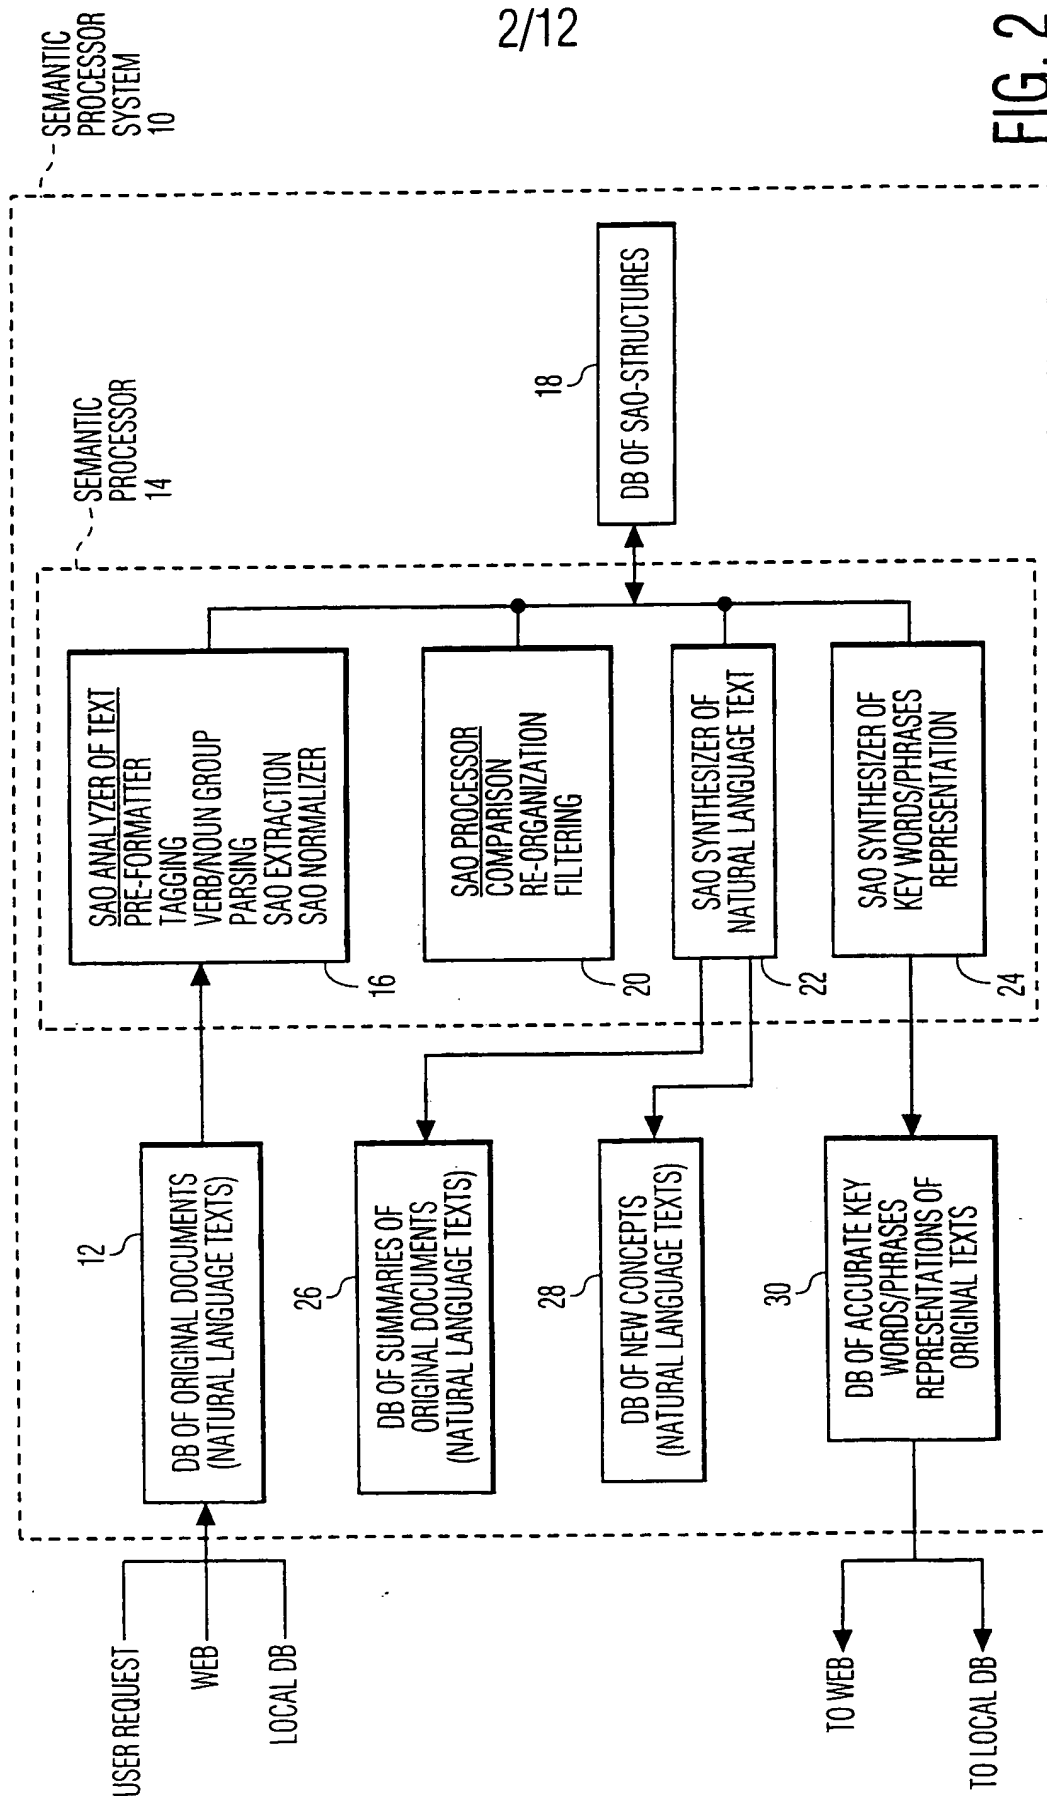 2/12
SEMANTIC
PROCESSOR
SYSTEM
10
SEMANTIC
PROCESSOR
14
USER REQUEST
WEB
LOCAL DB
12
DB OF ORIGINAL DOCUMENTS
(NATURAL LANGUAGE TEXTS)
SAO ANALYZER OF TEXT
PRE-FORMATTER
TAGGING
VERB/NOUN GROUP
PARSING
SAO EXTRACTION
SAO NORMALIZER
16
26
DB OF SUMMARIES OF
ORIGINAL DOCUMENTS
(NATURAL LANGUAGE TEXTS)
SAO PROCESSOR
COMPARISON
RE-ORGANIZATION
FILTERING
20
18
DB OF SAO-STRUCTURES
28
DB OF NEW CONCEPTS
(NATURAL LANGUAGE TEXTS)
SAO SYNTHESIZER OF
NATURAL LANGUAGE TEXT
22
30
DB OF ACCURATE KEY
WORDS/PHRASES
REPRESENTATIONS OF
ORIGINAL TEXTS
SAO SYNTHESIZER OF
KEY WORDS/PHRASES
REPRESENTATION
24
TO WEB
TO LOCAL DB
FIG. 2